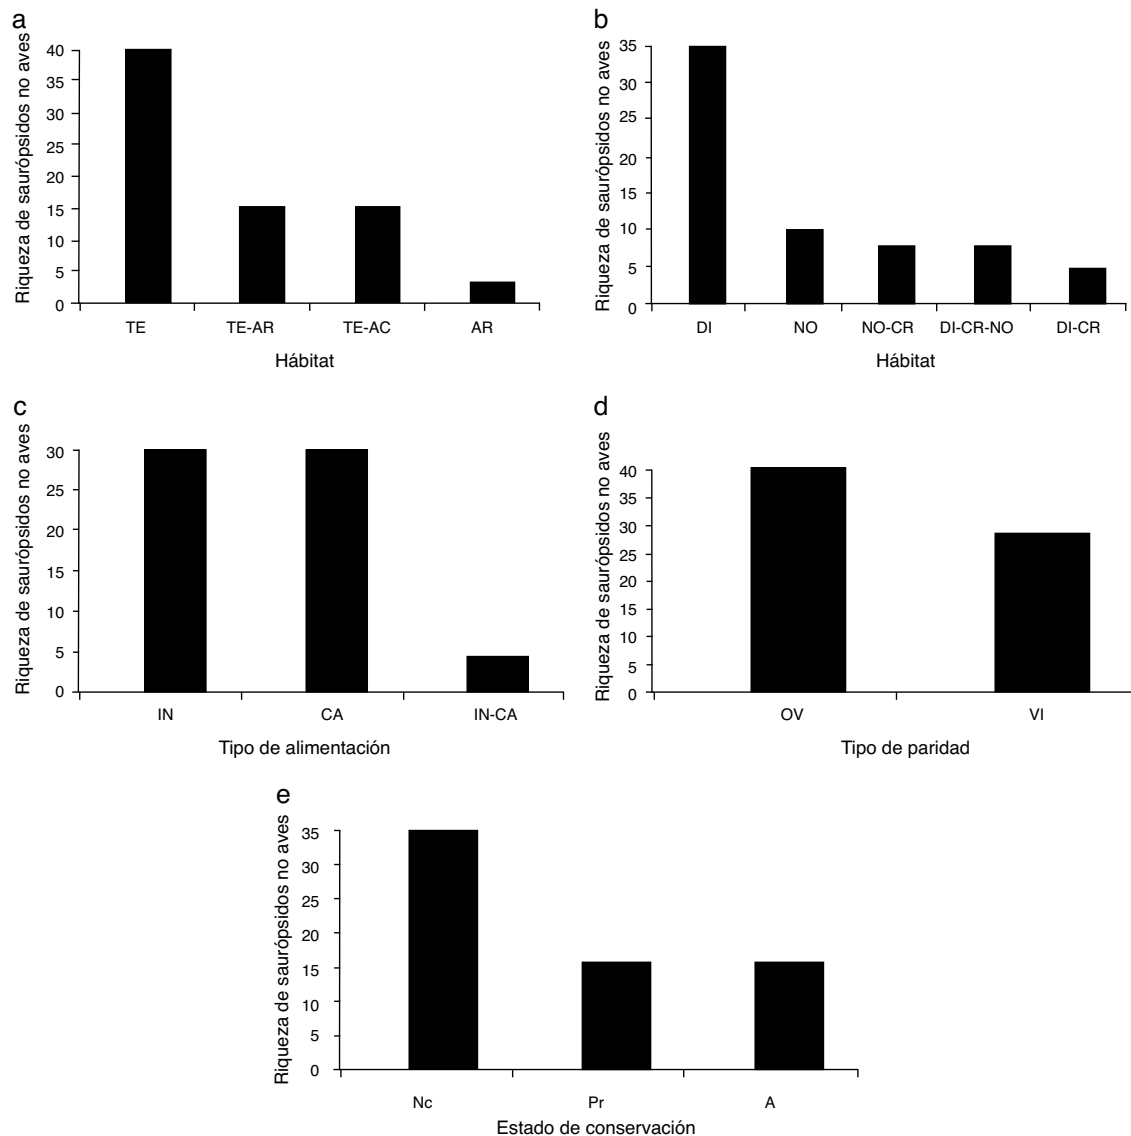 a
Riqueza de saurópsidos no aves
40
35
30
25
20
15
10
5
0
TE TE-AR TE-AC AR
Hábitat
b
Riqueza de saurópsidos no aves
35
30
25
20
15
10
5
0
DI NO NO-CR DI-CR-NO DI-CR
Hábitat
c
Riqueza de saurópsidos no aves
30
25
20
15
10
5
0
IN CA IN-CA
Tipo de alimentación
d
Riqueza de saurópsidos no aves
40
35
30
25
20
15
10
5
0
OV VI
Tipo de paridad
e
Riqueza de saurópsidos no aves
35
30
25
20
15
10
5
0
Nc Pr A
Estado de conservación